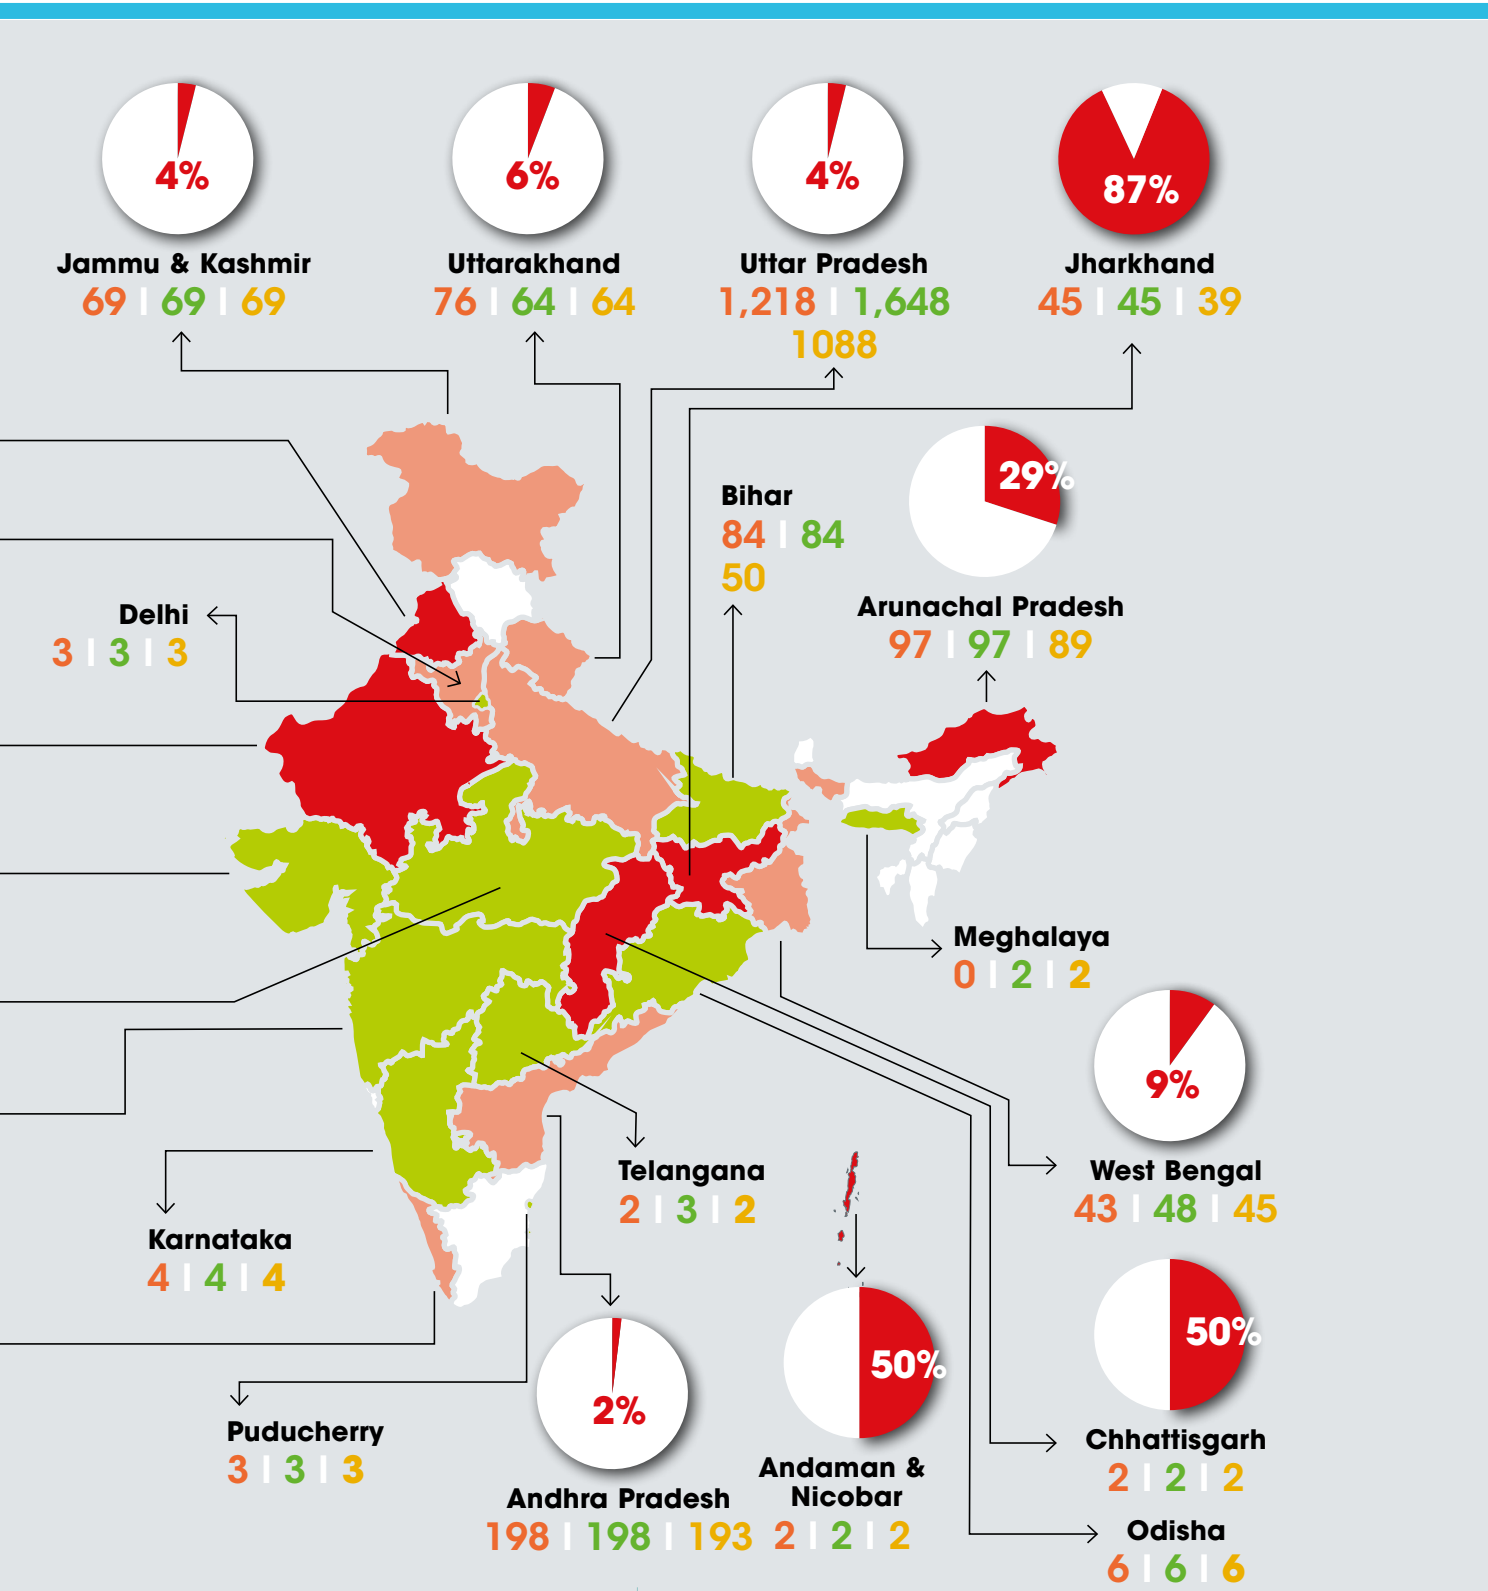 4%
Jammu & Kashmir
69 | 69 | 69
6%
Uttarakhand
76 | 64 | 64
4%
Uttar Pradesh
1,218 | 1,648
1088
87%
Jharkhand
45 | 45 | 39
29%
Arunachal Pradesh
97 | 97 | 89
Bihar
84 | 84
50
Delhi
3 | 3 | 3
Meghalaya
0 | 2 | 2
9%
West Bengal
43 | 48 | 45
Telangana
2 | 3 | 2
Karnataka
4 | 4 | 4
50%
Chhattisgarh
2 | 2 | 2
Puducherry
3 | 3 | 3
2%
Andhra Pradesh
198 | 198 | 193
50%
Andaman &
Nicobar
2 | 2 | 2
Odisha
6 | 6 | 6